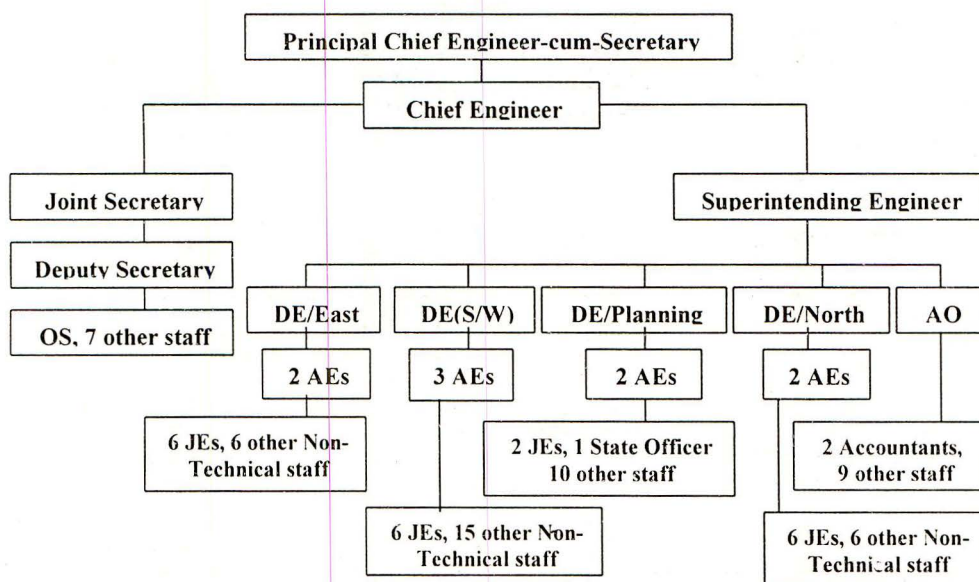 Principal Chief Engineer-cum-Secretary
Chief Engineer
Joint Secretary
Superintending Engineer
Deputy Secretary
OS, 7 other staff
DE/East
DE(S/W)
DE/Planning
DE/North
AO
2 AEs
3 AEs
2 AEs
2 AEs
6 JEs, 6 other Non-
Technical staff
2 JEs, 1 State Officer
10 other staff
2 Accountants,
9 other staff
6 JEs, 15 other Non-
Technical staff
6 JEs, 6 other Non-
Technical staff